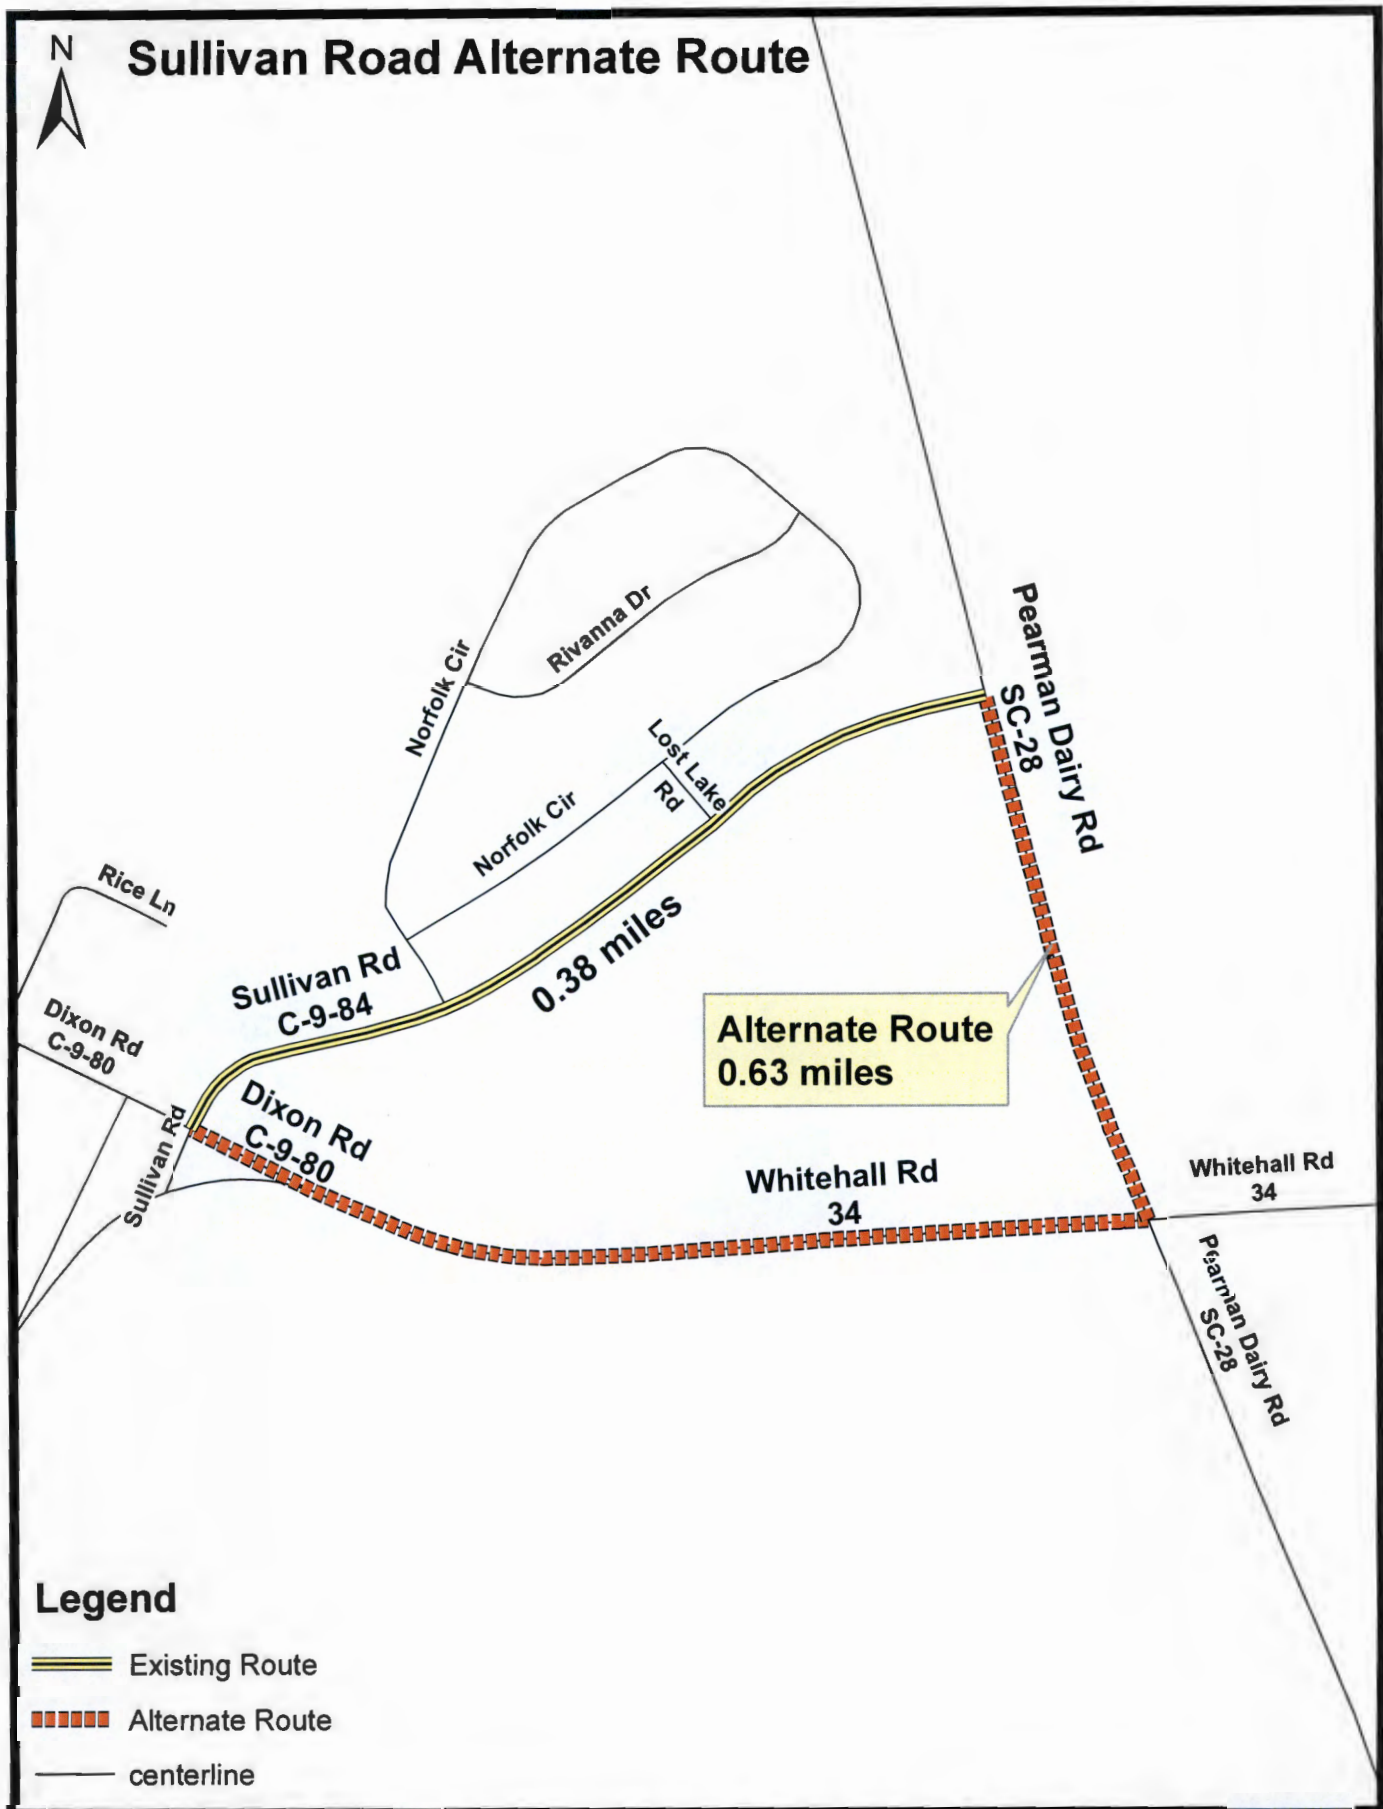 N
Sullivan Road Alternate Route
Pearman Dairy Rd
SC-28
Rivanna Dr
Norfolk Cir
Lost Lake
Rd
Norfolk Cir
Rice Ln
0.38 miles
Sullivan Rd
C-9-84
Dixon Rd
C-9-80
Alternate Route
0.63 miles
Dixon Rd
C-9-80
Sullivan Rd
Whitehall Rd
34
Whitehall Rd
34
Pearman Dairy Rd
SC-28
Legend
Existing Route
Alternate Route
centerline